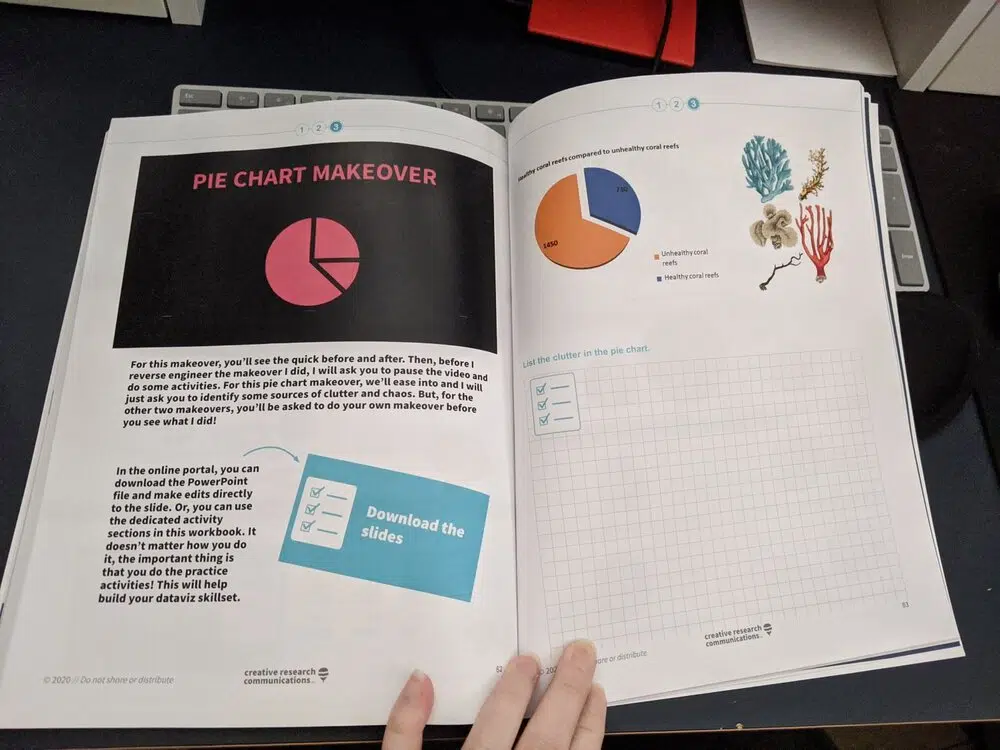 1 2 3
PIE CHART MAKEOVER
For this makeover, you'll see the quick before and after. Then, before I
reverse engineer the makeover I did, I will ask you to pause the video and
do some activities. For this pie chart makeover, we'll ease into and I will
just ask you to identify some sources of clutter and chaos. But, for the
other two makeovers, you'll be asked to do your own makeover before
you see what I did!
In the online portal, you can
download the PowerPoint
file and make edits directly
to the slide. Or, you can use
the dedicated activity
sections in this workbook. It
doesn't matter how you do
it, the important thing is
that you do the practice
activities! This will help
build your dataviz skillset.
Download the
slides
© 2020 // Do not share or distribute
creative research
communications
1 2 3
Healthy coral reefs compared to unhealthy coral reefs
730
1450
Unhealthy coral
reefs
Healthy coral reefs
List the clutter in the pie chart.
share or distribute
creative research
communications